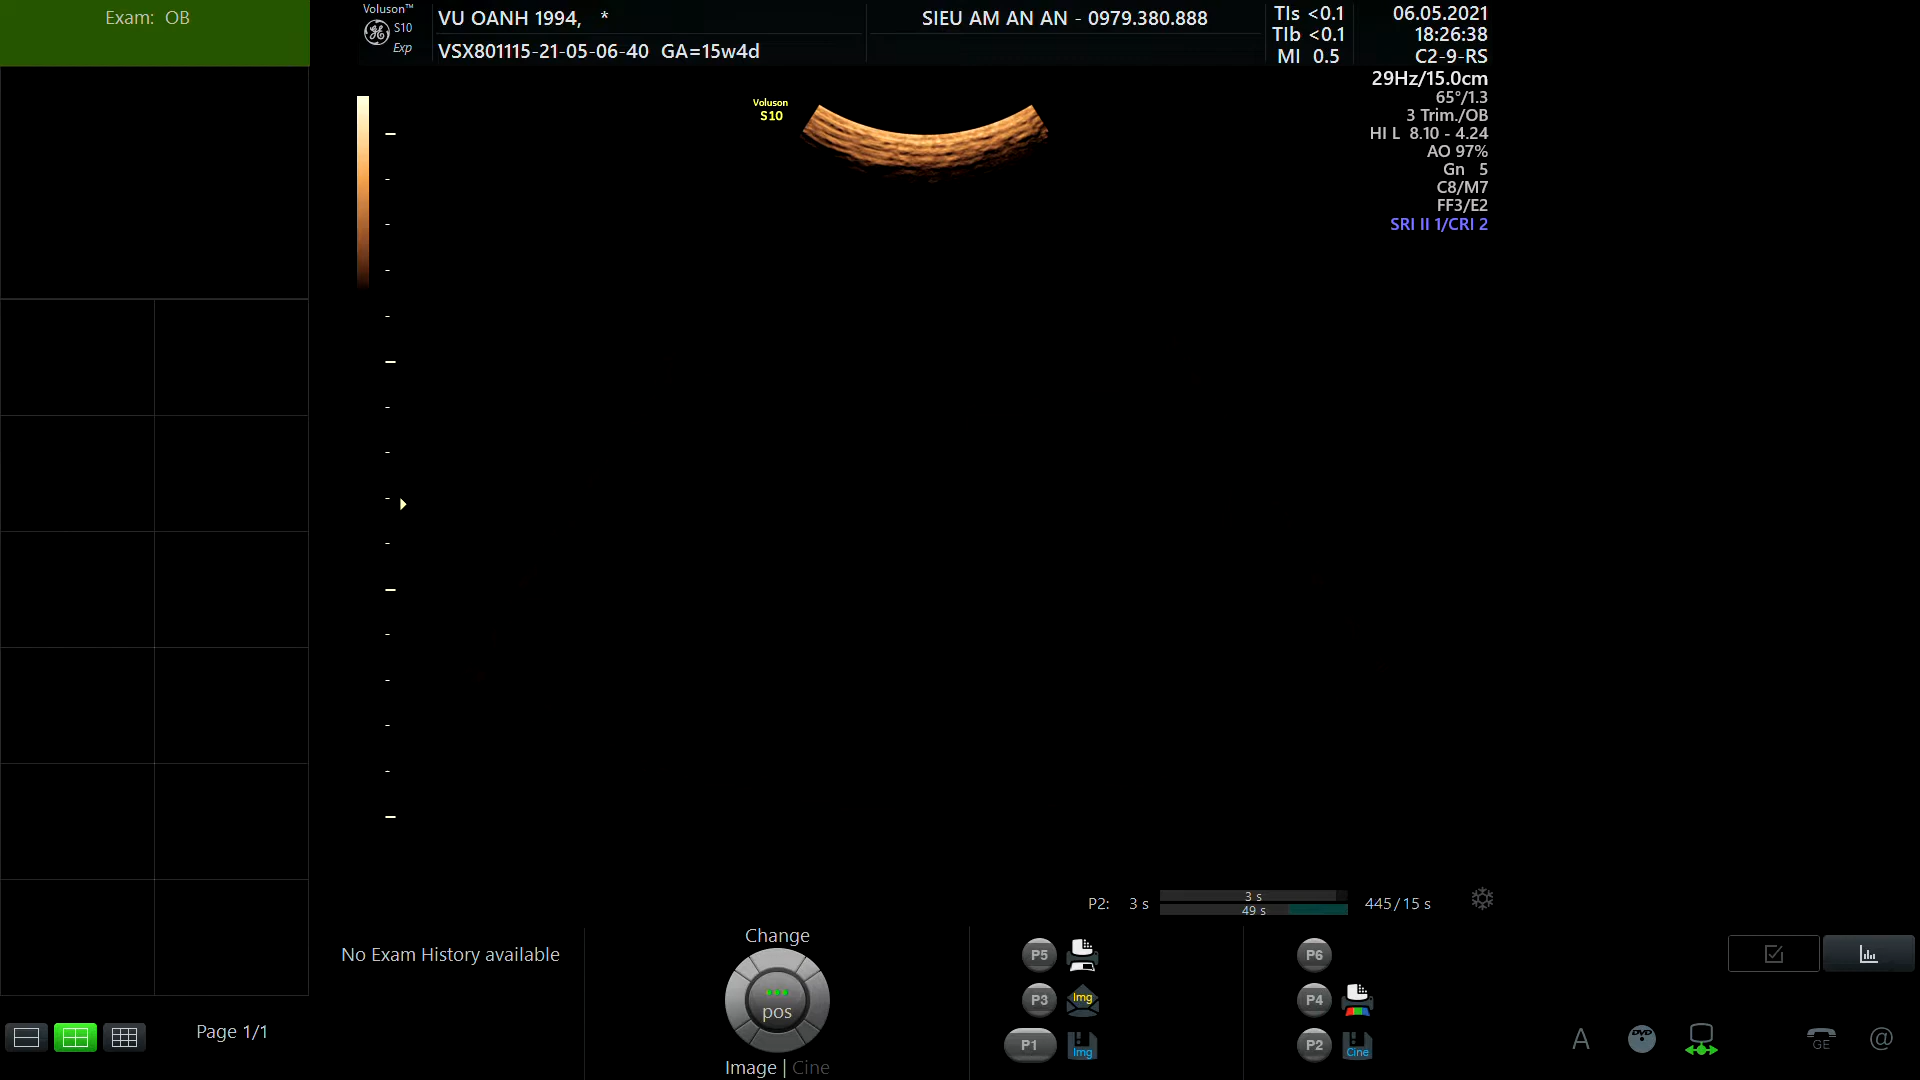 Exam: OB
Voluson™
S10
Exp
VU OANH 1994, *
VSX801115-21-05-06-40 GA=15w4d
SIEU AM AN AN - 0979.380.888
TIs <0.1
TIb <0.1
MI 0.5
06.05.2021
18:26:38
C2-9-RS
29Hz/15.0cm
65°/1.3
3 Trim./OB
HI L 8.10 - 4.24
AO 97%
Gn 5
C8/M7
FF3/E2
SRI II 1/CRI 2
Voluson
S10
P2: 3 s
3 s
49 s
445/15 s
No Exam History available
Change
pos
Image | Cine
P5
P3 Img
P1 Img
P6
P4
P2 Cine
Page 1/1
A
DVD
GE
@